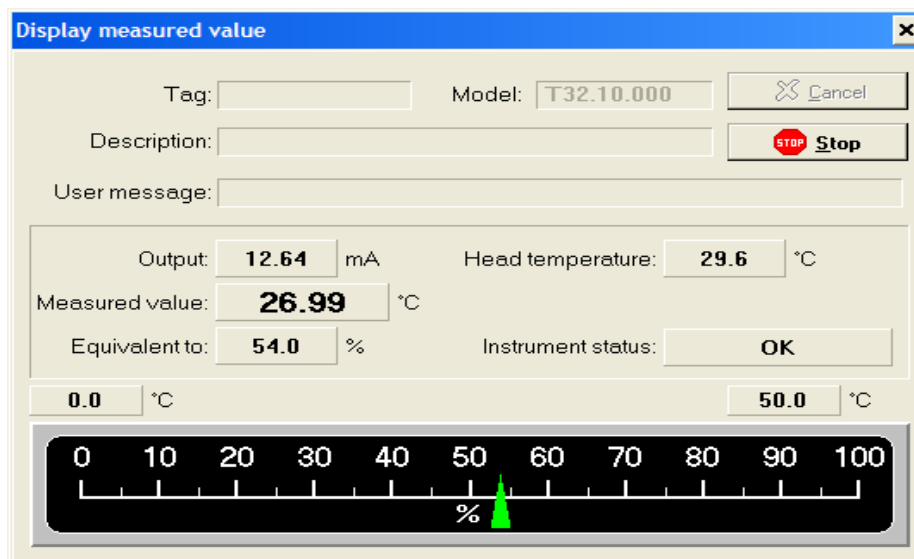 Display measured value
Tag: Model: T32.10.000 Cancel
Description: STOP Stop
User message:
Output: 12.64 mA Head temperature: 29.6 °C
Measured value: 26.99 °C
Equivalent to: 54.0 % Instrument status: OK
0.0 °C 50.0 °C
0 10 20 30 40 50 60 70 80 90 100
%